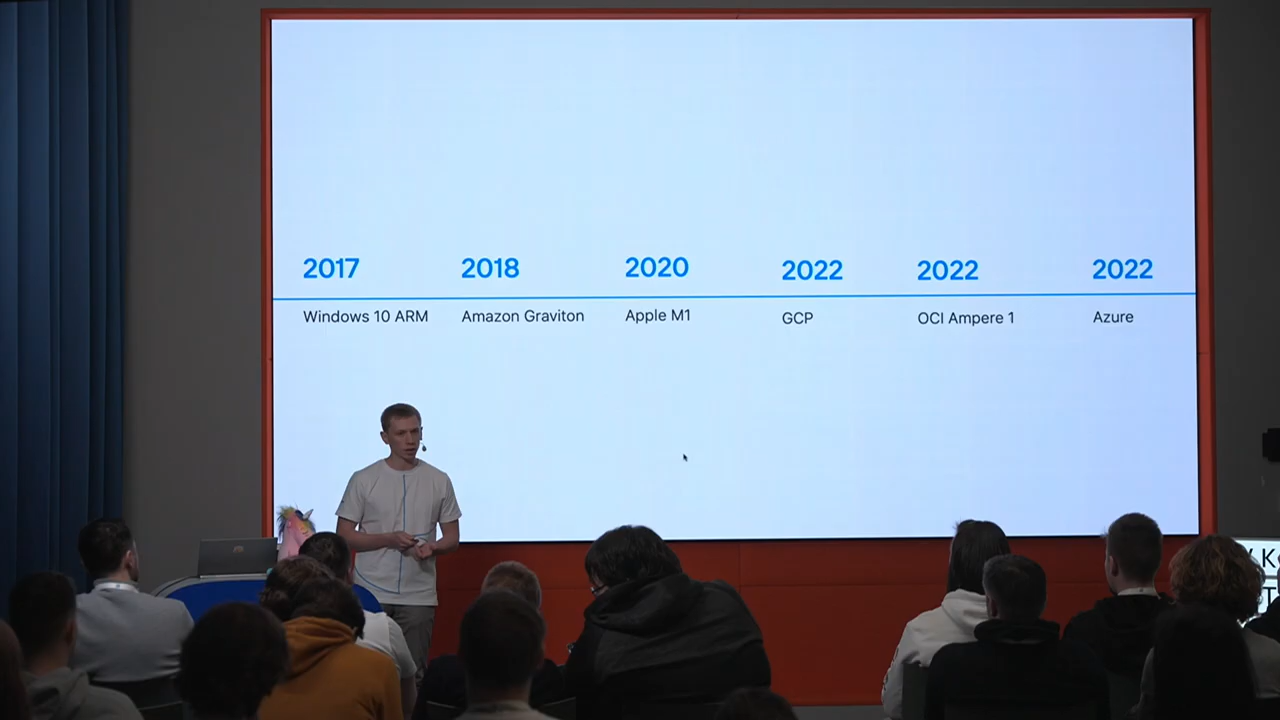 2017 2018 2020 2022 2022 2022
Windows 10 ARM Amazon Graviton Apple M1 GCP OCI Ampere 1 Azure